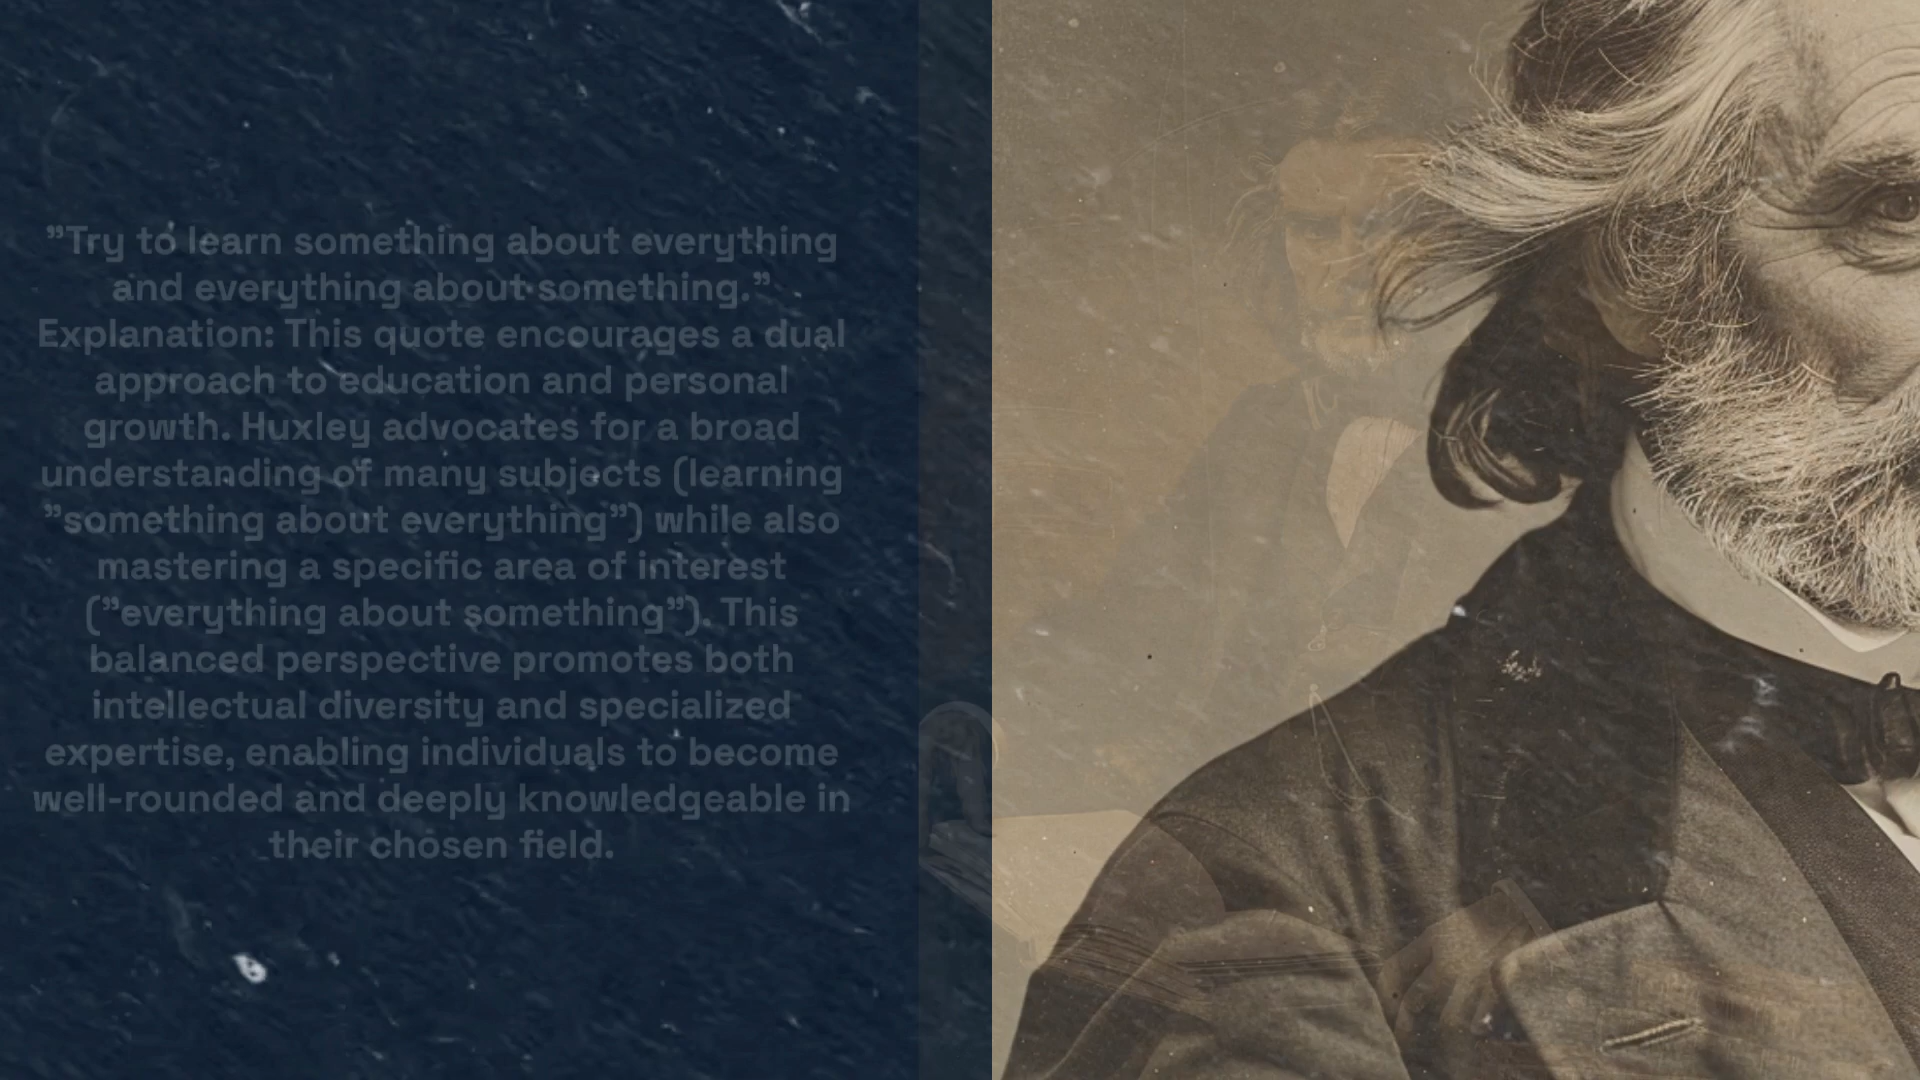 ”Try to learn something about everything
and everything about something.”
Explanation: This quote encourages a dual
approach to education and personal
growth. Huxley advocates for a broad
understanding of many subjects (learning
”something about everything”) while also
mastering a specific area of interest
(”everything about something”). This
balanced perspective promotes both
intellectual diversity and specialized
expertise, enabling individuals to become
well-rounded and deeply knowledgeable in
their chosen field.